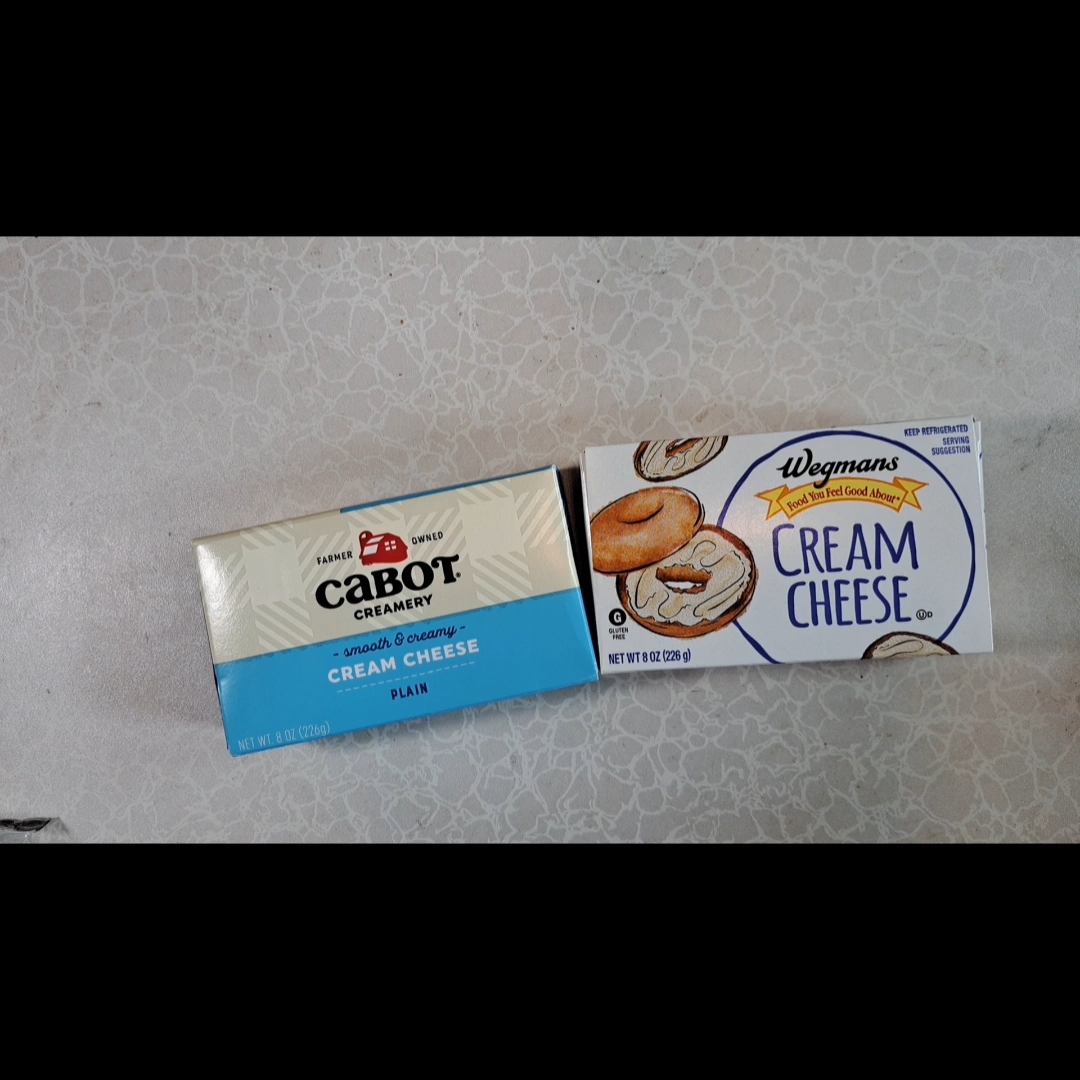 FARMER OWNED
CABOT
CREAMERY
- smooth & creamy -
CREAM CHEESE
PLAIN
NET WT. 8 OZ (226g)
KEEP REFRIGERATED
SERVING
SUGGESTION
Wegmans
Food You Feel Good About
CREAM
CHEESE
UD
G
GLUTEN
FREE
NET WT 8 OZ (226 g)